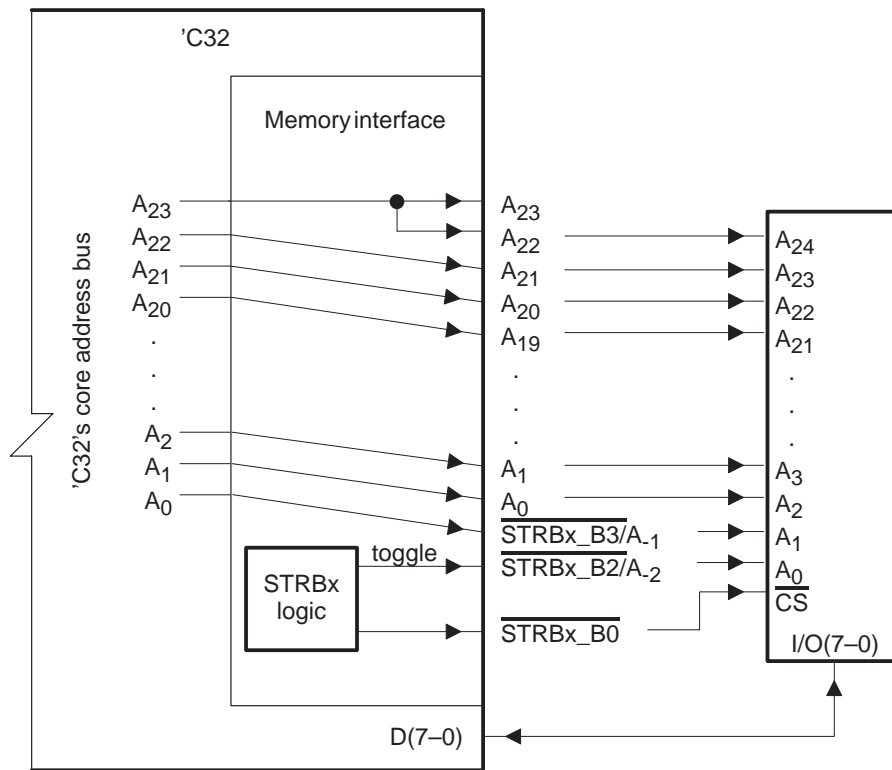 'C32
Memory interface
'C32's core address bus
A23
A22
A21
A20
.
.
.
A2
A1
A0
STRBx
logic
toggle
A23
A22
A21
A20
A19
.
.
.
A1
A0
STRBx_B3/A-1
STRBx_B2/A-2
STRBx_B0
D(7–0)
A24
A23
A22
A21
.
.
.
A3
A2
A1
A0
CS
I/O(7–0)